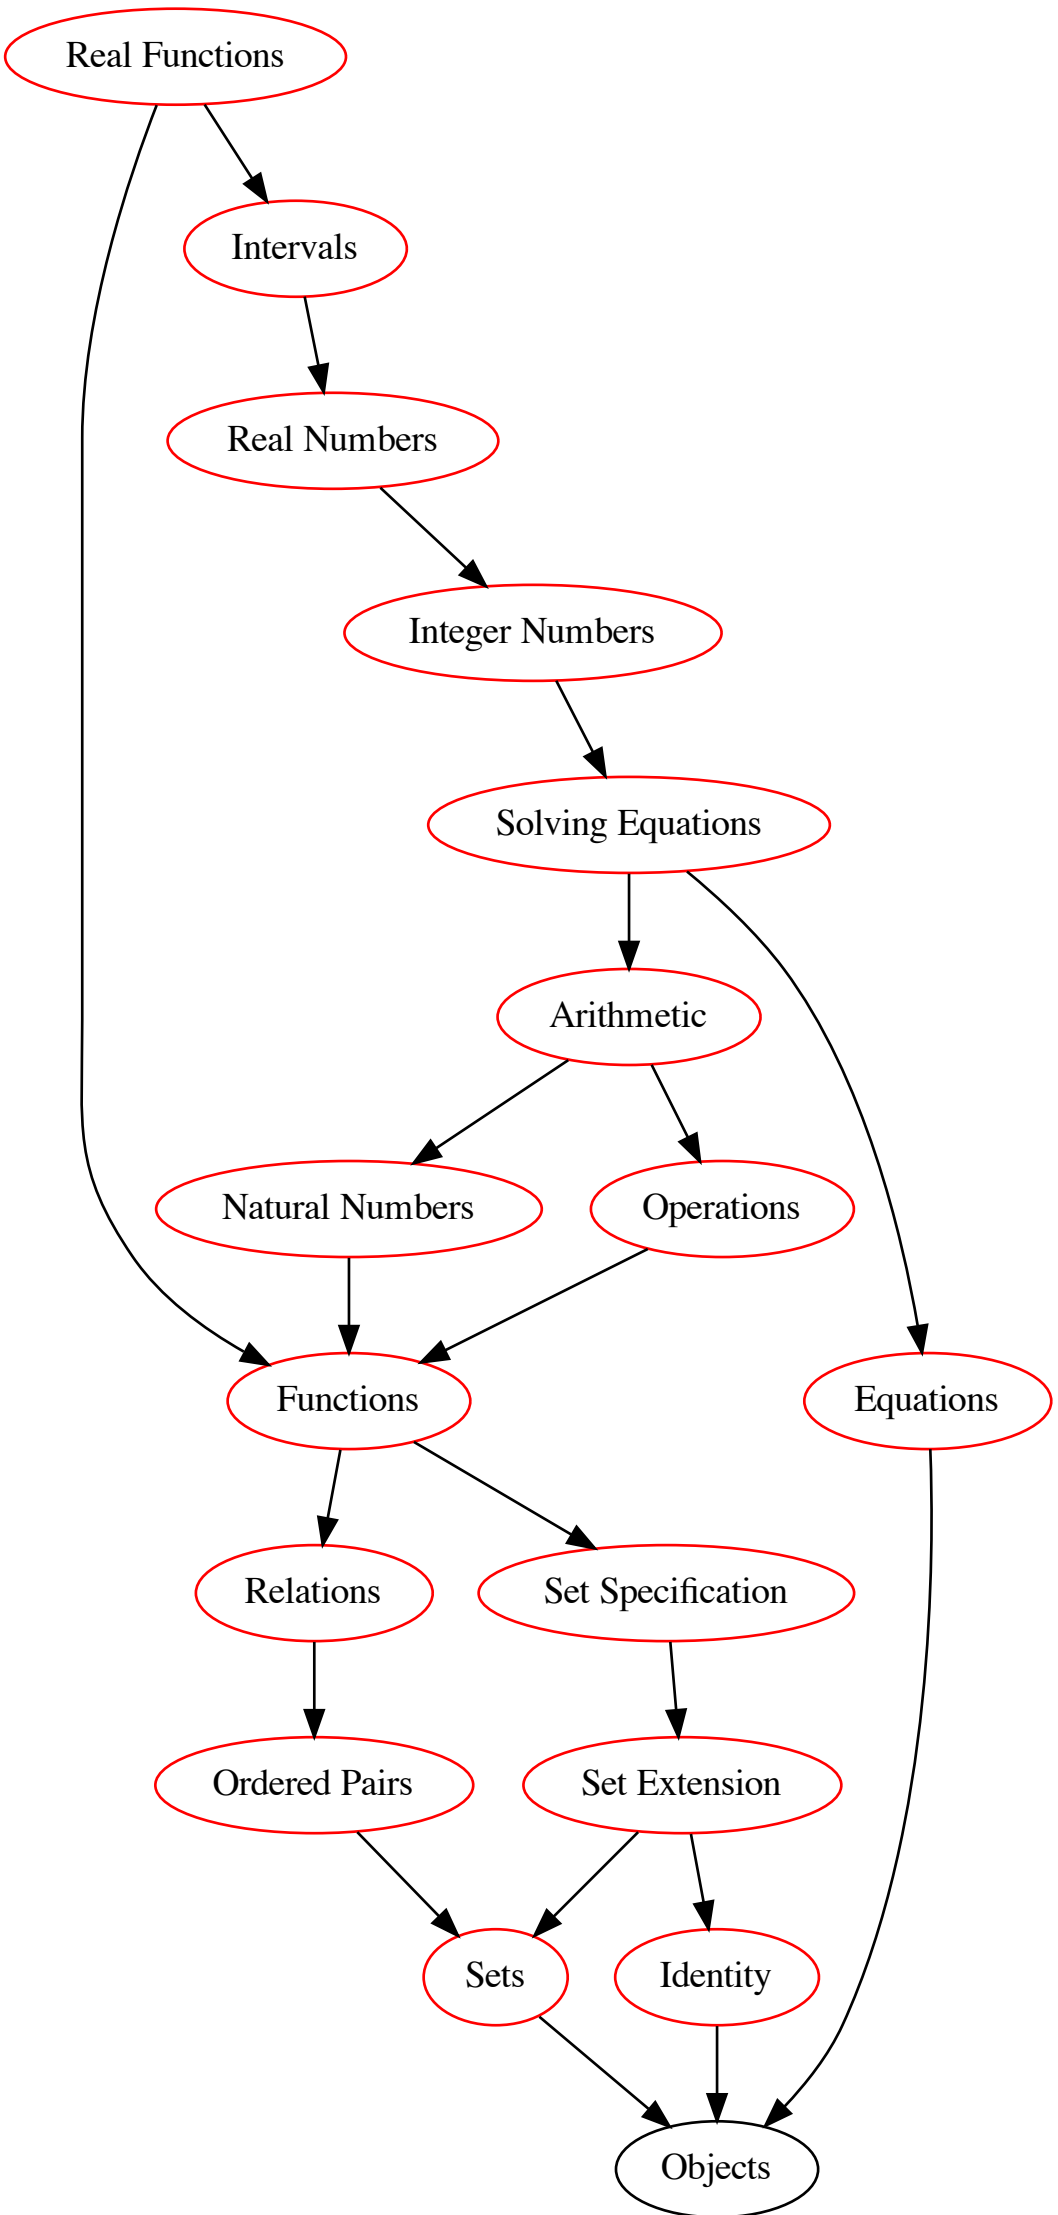 Real Functions
Intervals
Real Numbers
Integer Numbers
Solving Equations
Arithmetic
Natural Numbers
Operations
Functions
Equations
Relations
Set Specification
Ordered Pairs
Set Extension
Sets
Identity
Objects